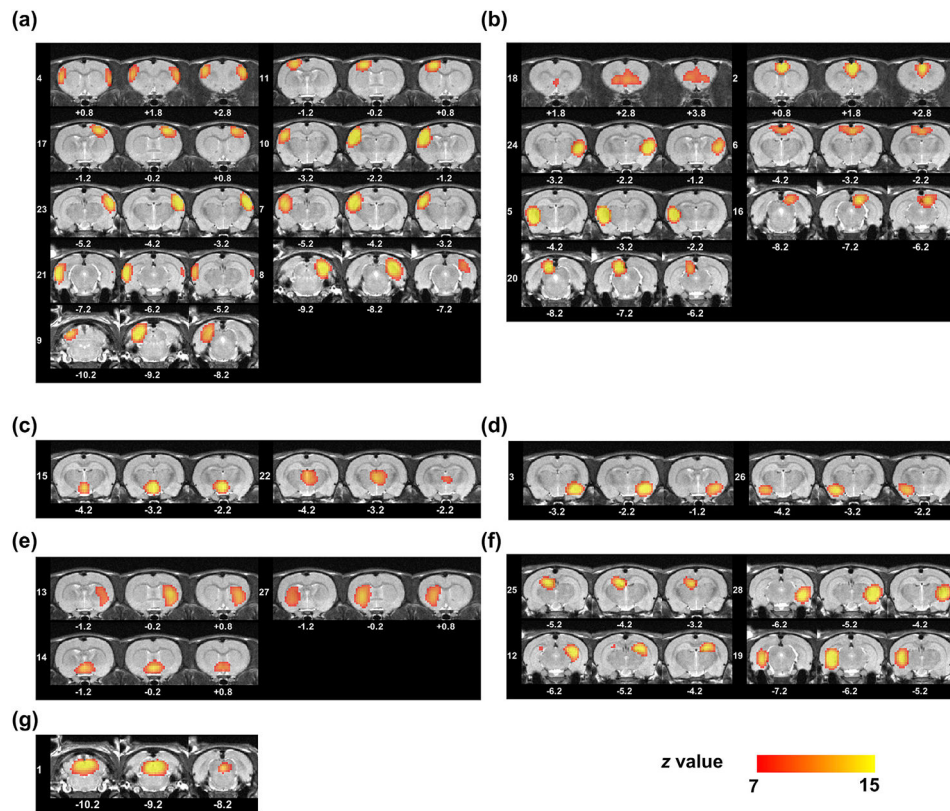 (a)
4
+0.8 +1.8 +2.8
11
-1.2 -0.2 +0.8
17
-1.2 -0.2 +0.8
10
-3.2 -2.2 -1.2
23
-5.2 -4.2 -3.2
7
-5.2 -4.2 -3.2
21
-7.2 -6.2 -5.2
8
-9.2 -8.2 -7.2
9
-10.2 -9.2 -8.2
(b)
18
+1.8 +2.8 +3.8
2
+0.8 +1.8 +2.8
24
-3.2 -2.2 -1.2
6
-4.2 -3.2 -2.2
5
-4.2 -3.2 -2.2
16
-8.2 -7.2 -6.2
20
-8.2 -7.2 -6.2
(c)
15
-4.2 -3.2 -2.2
22
-4.2 -3.2 -2.2
(d)
3
-3.2 -2.2 -1.2
26
-4.2 -3.2 -2.2
(e)
13
-1.2 -0.2 +0.8
27
-1.2 -0.2 +0.8
14
-1.2 -0.2 +0.8
(f)
25
-5.2 -4.2 -3.2
28
-6.2 -5.2 -4.2
12
-6.2 -5.2 -4.2
19
-7.2 -6.2 -5.2
(g)
1
-10.2 -9.2 -8.2
z value
7 15